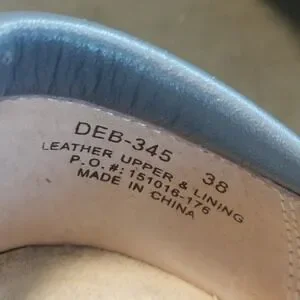 DEB-345 38
LEATHER UPPER & LINING
P.O.#: 151016-176
MADE IN CHINA